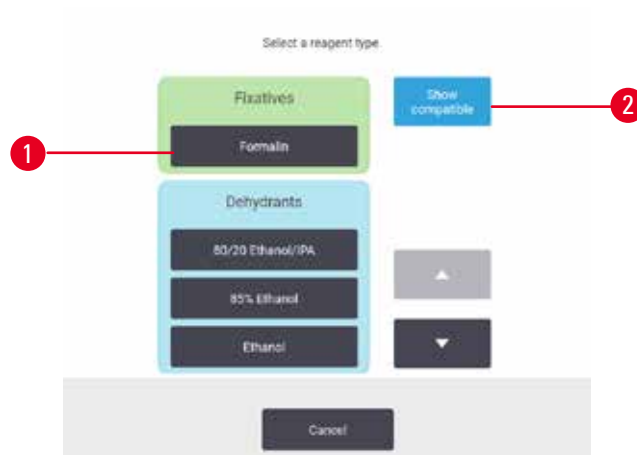 Select a reagent type
Fixatives
Show
compatible
2
1
Formalin
Dehydrants
80/20 Ethanol/IPA
85% Ethanol
Ethanol
Cancel